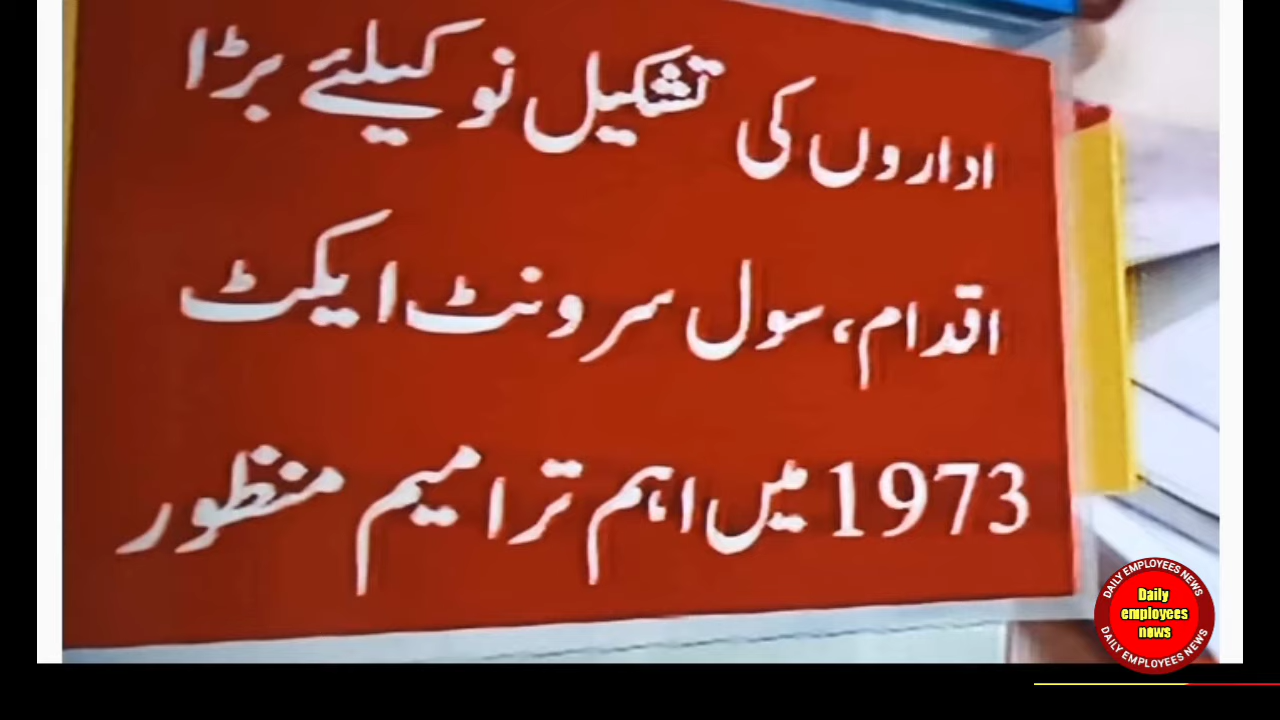 اداروں کی تشکیل نو کیلئے بڑا
اقدام، سول سرونٹ ایکٹ
1973 میں اہم ترامیم منظور
DAILY EMPLOYEES NEWS
Daily
employees
news
DAILY EMPLOYEES NEWS